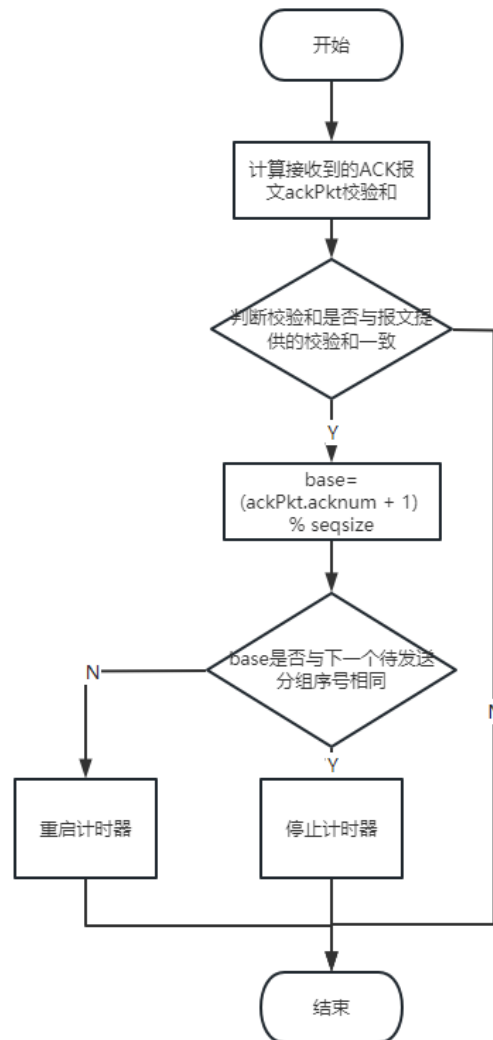 开始
计算接收到的ACK报
文ackPkt校验和
判断校验和是否与报文提
供的校验和一致
Y
base=
(ackPkt.acknum + 1)
% seqsize
base是否与下一个待发送
分组序号相同
N
N
Y
重启计时器
停止计时器
结束